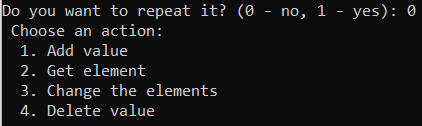 Do you want to repeat it? (0 - no, 1 - yes): 0
Choose an action:
1. Add value
2. Get element
3. Change the elements
4. Delete value